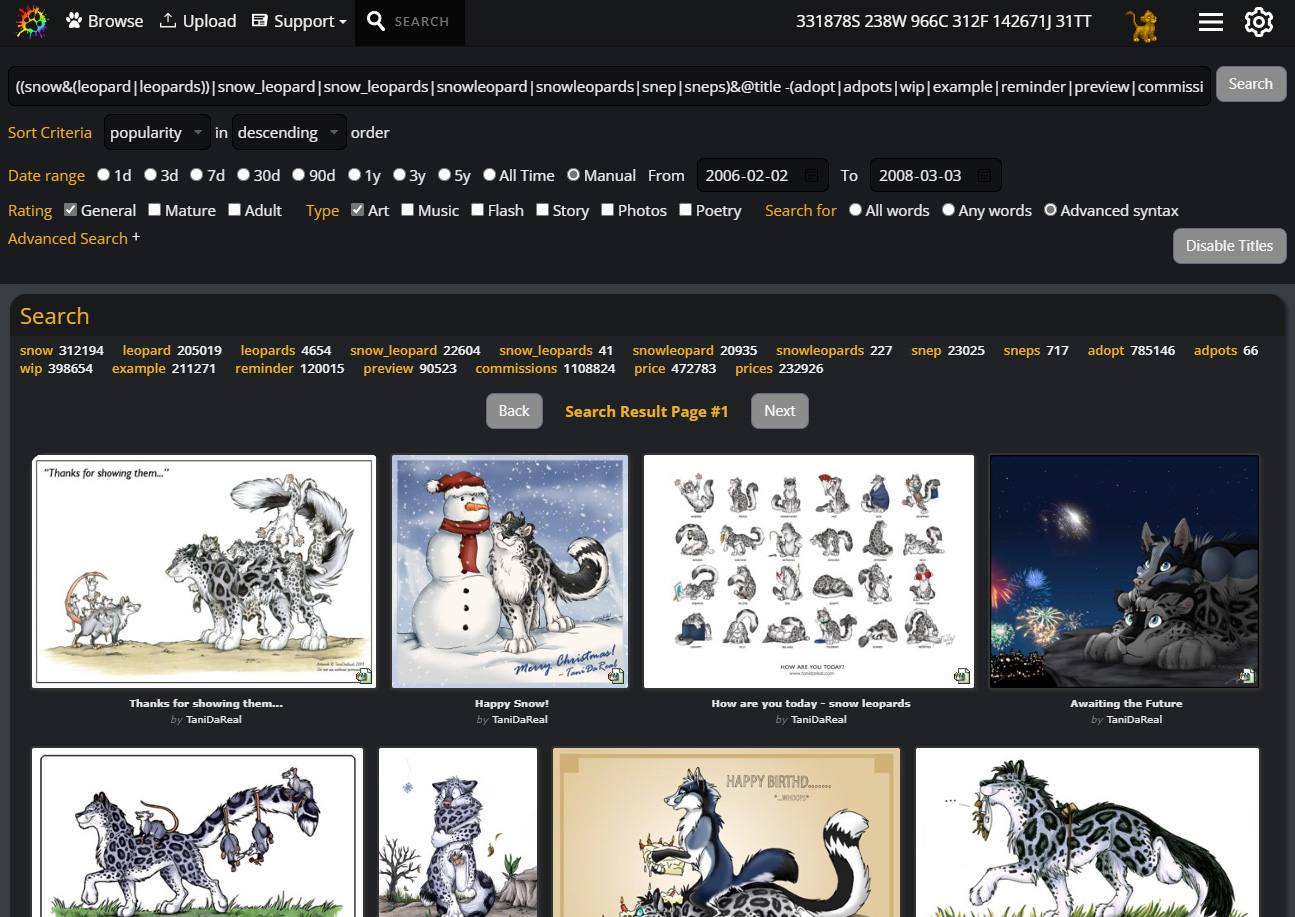 Browse Upload Support SEARCH 331878S 238W 966C 312F 142671J 31TT
((snow&(leopard|leopards))|snow_leopard|snow_leopards|snowleopard|snowleopards|snep|sneps)&@title -(adopt|adpots|wip|example|reminder|preview|commissi
Search
Sort Criteria popularity in descending order
Date range 1d 3d 7d 30d 90d 1y 3y 5y All Time Manual From 2006-02-02 To 2008-03-03
Rating General Mature Adult Type Art Music Flash Story Photos Poetry Search for All words Any words Advanced syntax
Advanced Search +
Disable Titles
Search
snow 312194 leopard 205019 leopards 4654 snow_leopard 22604 snow_leopards 41 snowleopard 20935 snowleopards 227 snep 23025 sneps 717 adopt 785146 adpots 66
wip 398654 example 211271 reminder 120015 preview 90523 commissions 1108824 price 472783 prices 232926
Back Search Result Page #1 Next
"Thanks for showing them..."
Merry Christmas!
~ TaniDaReal
HOW ARE YOU TODAY?
www.tanidareal.com
Thanks for showing them...
by TaniDaReal
Happy Snow!
by TaniDaReal
How are you today - snow leopards
by TaniDaReal
Awaiting the Future
by TaniDaReal
HAPPY BIRTHD.......
"...WHOOPS"
...